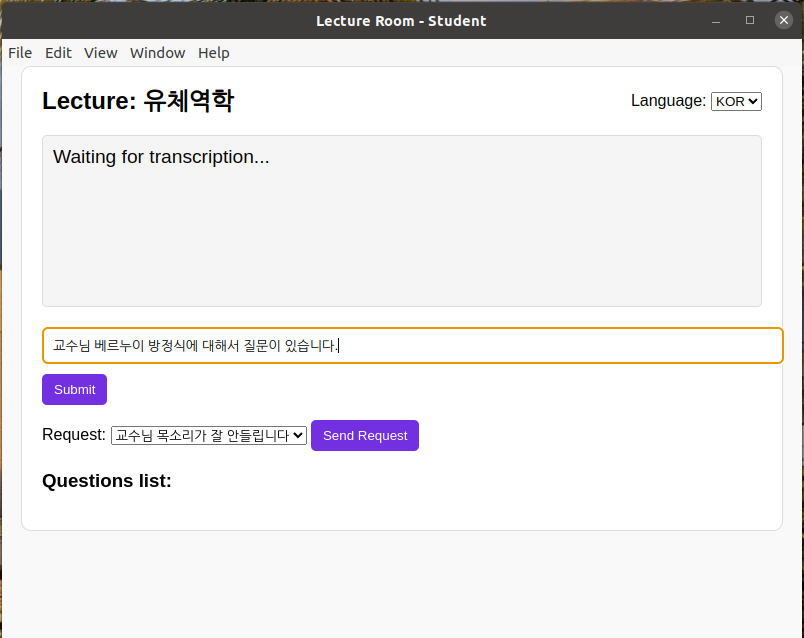 Lecture Room - Student
File Edit View Window Help
Lecture: 유체역학
Language: KOR
Waiting for transcription...
교수님 베르누이 방정식에 대해서 질문이 있습니다.
Submit
Request: 교수님 목소리가 잘 안들립니다 Send Request
Questions list: